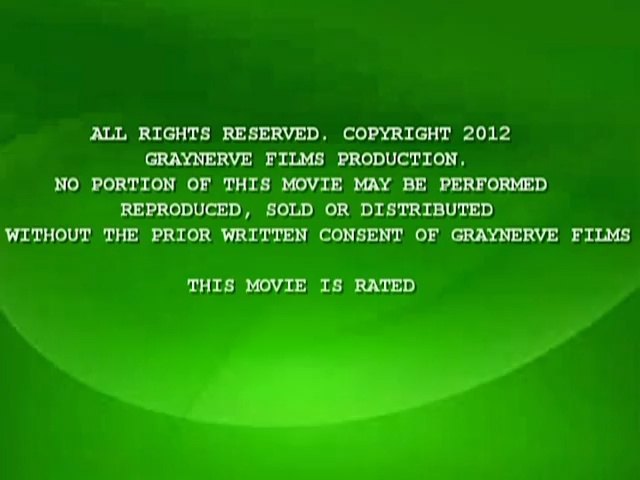 ALL RIGHTS RESERVED. COPYRIGHT 2012
GRAYNERVE FILMS PRODUCTION.
NO PORTION OF THIS MOVIE MAY BE PERFORMED
REPRODUCED, SOLD OR DISTRIBUTED
WITHOUT THE PRIOR WRITTEN CONSENT OF GRAYNERVE FILMS
THIS MOVIE IS RATED